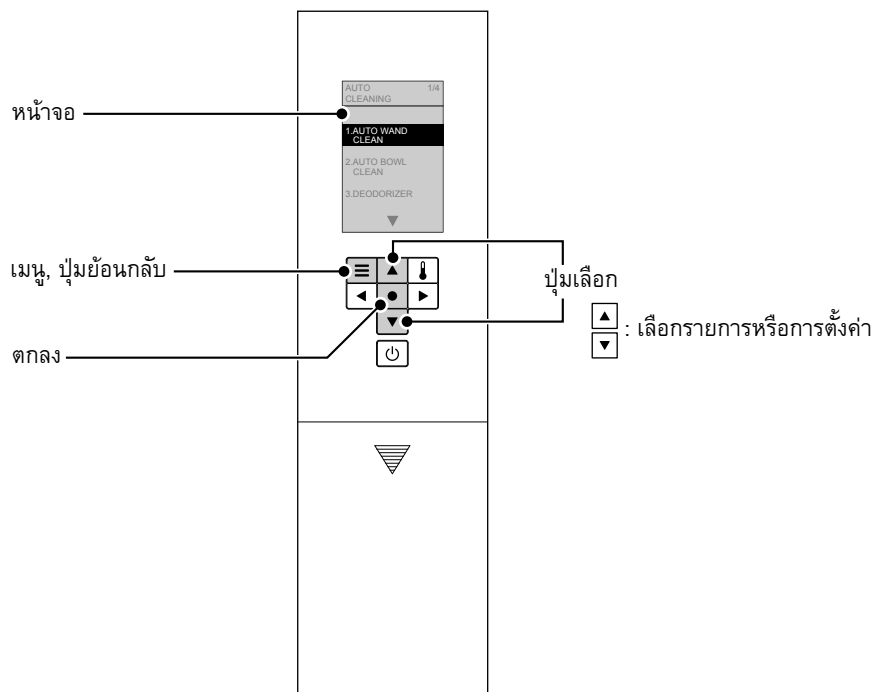 AUTO 1/4
CLEANING
1.AUTO WAND
CLEAN
2.AUTO BOWL
CLEAN
3.DEODORIZER
หน้าจอ
เมนู, ปุ่มย้อนกลับ
ตกลง
ปุ่มเลือก
: เลือกรายการหรือการตั้งค่า